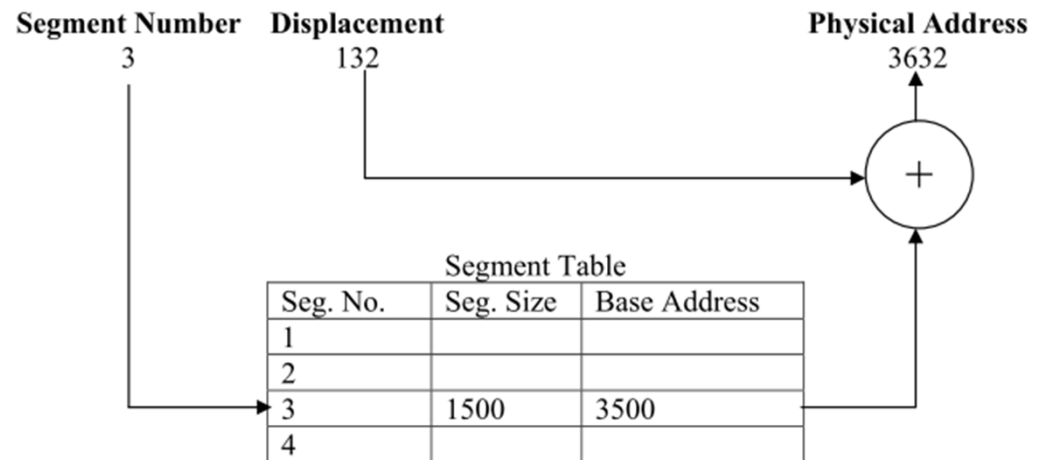 Segment Number Displacement Physical Address
3 132 3632
+
Segment Table
Seg. No. Seg. Size Base Address
1
2
3 1500 3500
4